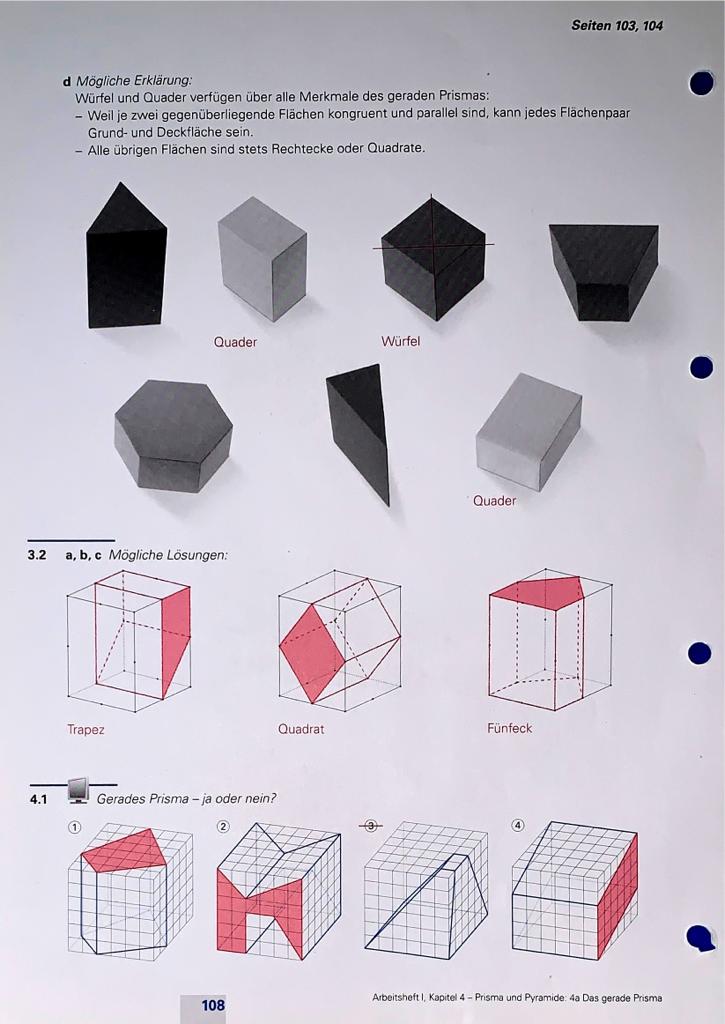 Seiten 103, 104
d Mögliche Erklärung:
Würfel und Quader verfügen über alle Merkmale des geraden Prismas:
– Weil je zwei gegenüberliegende Flächen kongruent und parallel sind, kann jedes Flächenpaar
Grund- und Deckfläche sein.
– Alle übrigen Flächen sind stets Rechtecke oder Quadrate.
Quader
Würfel
Quader
3.2 a, b, c Mögliche Lösungen:
Trapez
Quadrat
Fünfeck
4.1 Gerades Prisma – ja oder nein?
1
2
3
4
108
Arbeitsheft I, Kapitel 4 – Prisma und Pyramide: 4a Das gerade Prisma